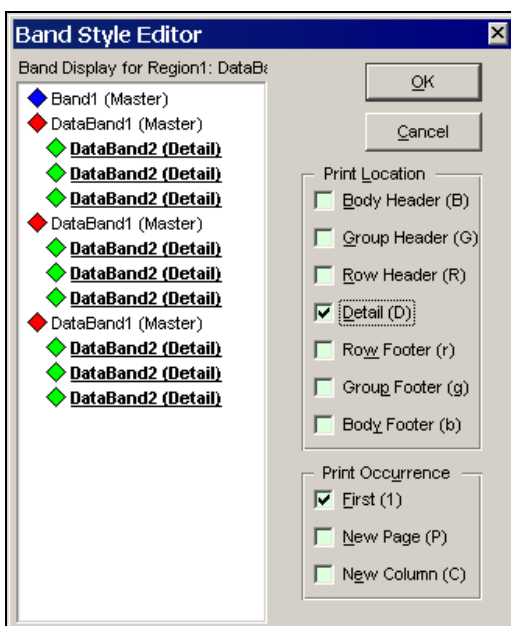 Band Style Editor
Band Display for Region1: DataBa
Band1 (Master)
DataBand1 (Master)
DataBand2 (Detail)
DataBand2 (Detail)
DataBand2 (Detail)
DataBand1 (Master)
DataBand2 (Detail)
DataBand2 (Detail)
DataBand2 (Detail)
DataBand1 (Master)
DataBand2 (Detail)
DataBand2 (Detail)
DataBand2 (Detail)
OK
Cancel
Print Location
Body Header (B)
Group Header (G)
Row Header (R)
Detail (D)
Row Footer (r)
Group Footer (g)
Body Footer (b)
Print Occurrence
First (1)
New Page (P)
New Column (C)